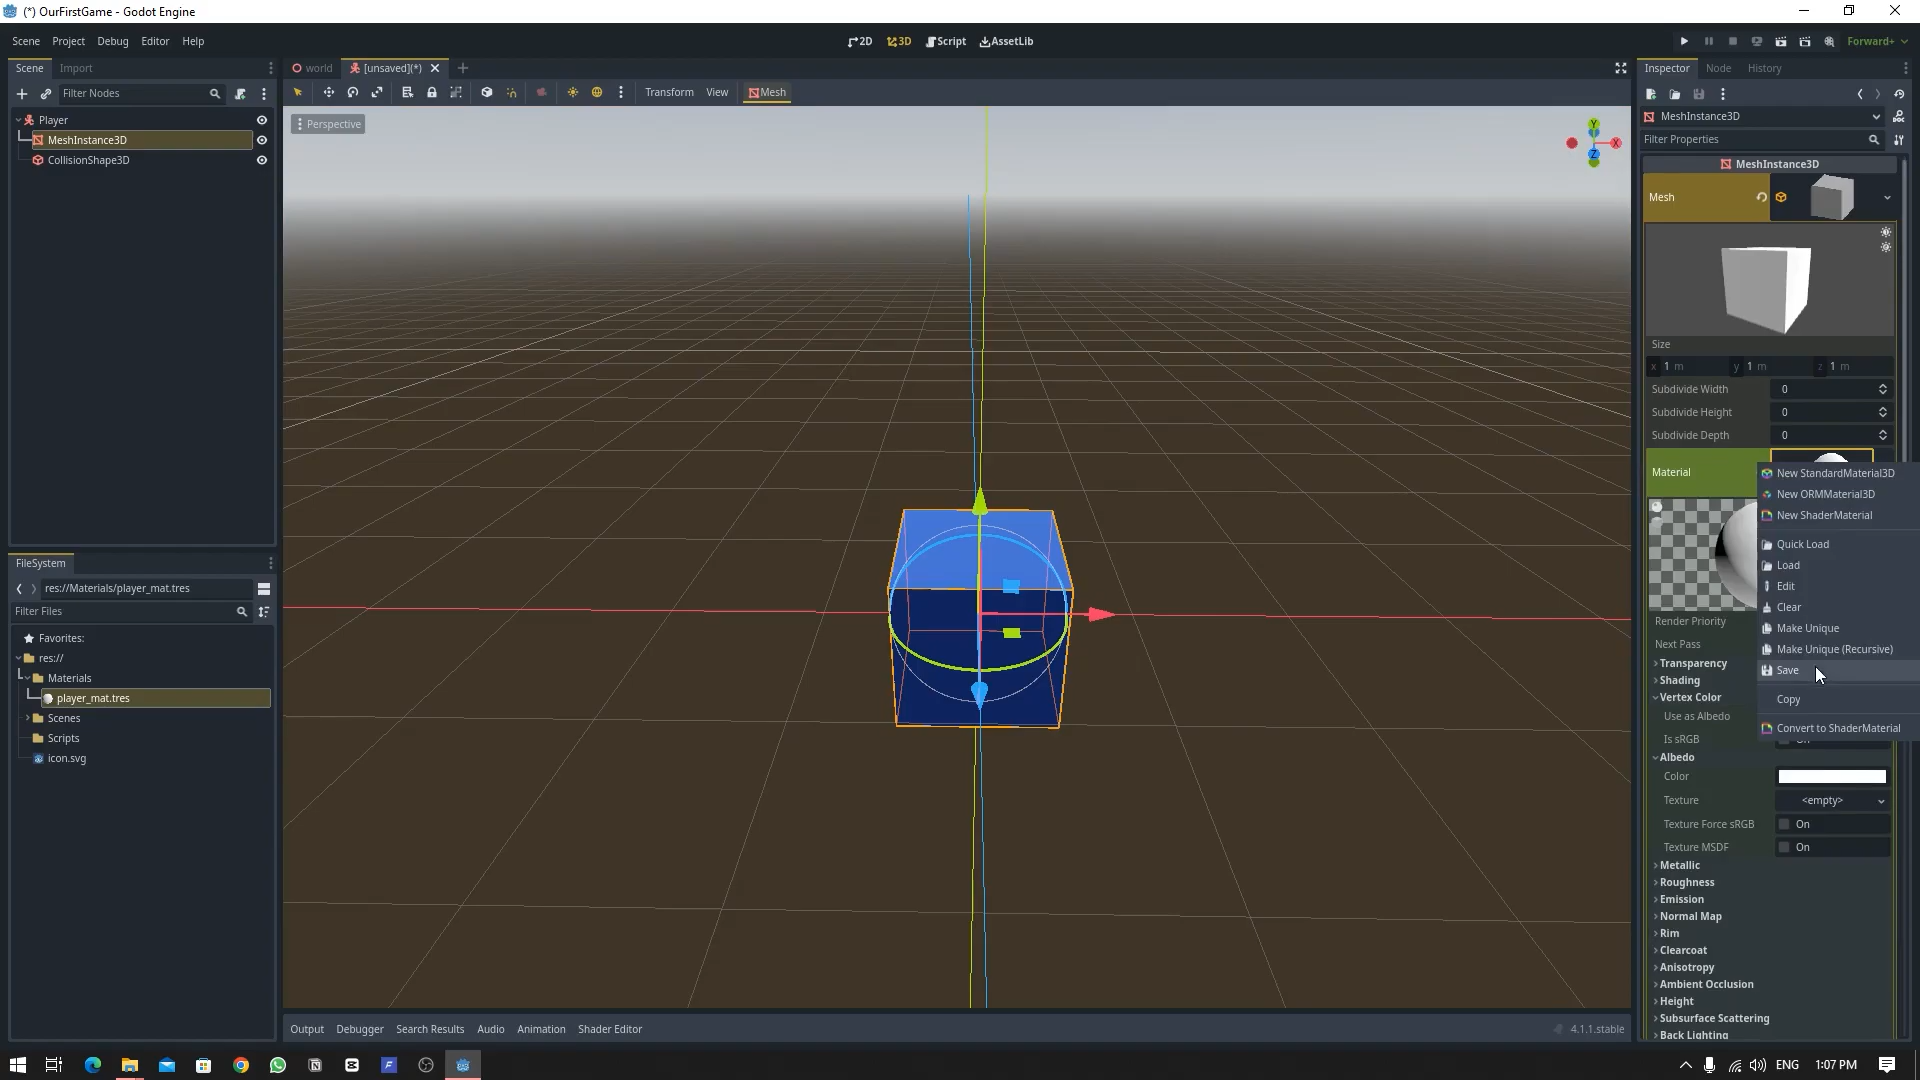 (*) OurFirstGame - Godot Engine
Scene Project Debug Editor Help
2D 3D Script AssetLib
Forward+
Scene Import
world [unsaved](*)
Inspector Node History
Filter Nodes
Transform View Mesh
Player
MeshInstance3D
CollisionShape3D
Perspective
Y
X
Z
MeshInstance3D
Filter Properties
MeshInstance3D
Mesh
Size
x 1 m y 1 m z 1 m
Subdivide Width 0
Subdivide Height 0
Subdivide Depth 0
Material
New StandardMaterial3D
New ORMMaterial3D
New ShaderMaterial
Quick Load
Load
Edit
Clear
Make Unique
Make Unique (Recursive)
Save
Copy
Convert to ShaderMaterial
Render Priority
Next Pass
Transparency
Shading
Vertex Color
Use as Albedo
Is sRGB
Albedo
Color
Texture <empty>
Texture Force sRGB On
Texture MSDF On
Metallic
Roughness
Emission
Normal Map
Rim
Clearcoat
Anisotropy
Ambient Occlusion
Height
Subsurface Scattering
Back Lighting
FileSystem
res://Materials/player_mat.tres
Filter Files
Favorites:
res://
Materials
player_mat.tres
Scenes
Scripts
icon.svg
Output Debugger Search Results Audio Animation Shader Editor
4.1.1.stable
ENG 1:07 PM